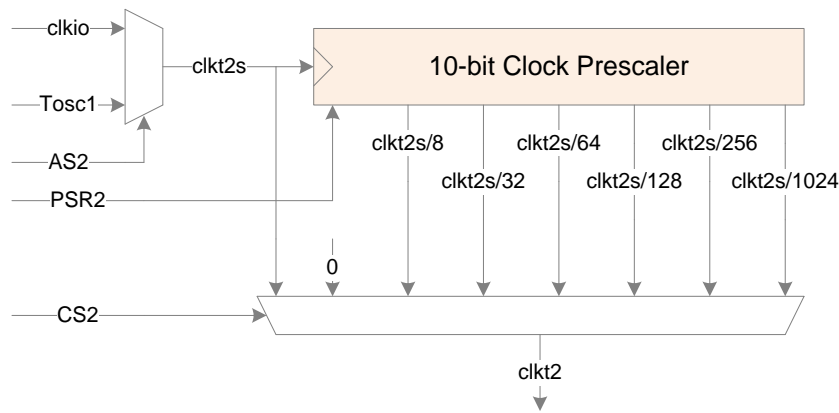 clkio
clkt2s
10-bit Clock Prescaler
Tosc1
clkt2s/8
clkt2s/64
clkt2s/256
AS2
clkt2s/32
clkt2s/128
clkt2s/1024
PSR2
0
CS2
clkt2